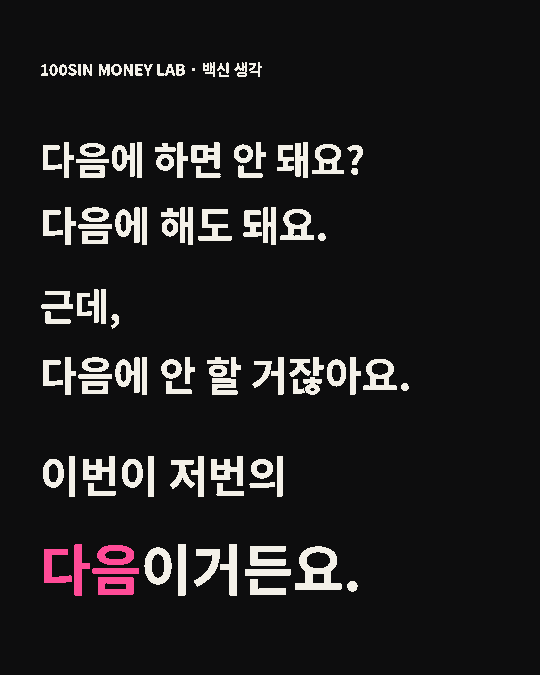 100SIN MONEY LAB · 백신 생각
다음에 하면 안 돼요?
다음에 해도 돼요.
근데,
다음에 안 할 거잖아요.
이번이 저번의
다음이거든요.